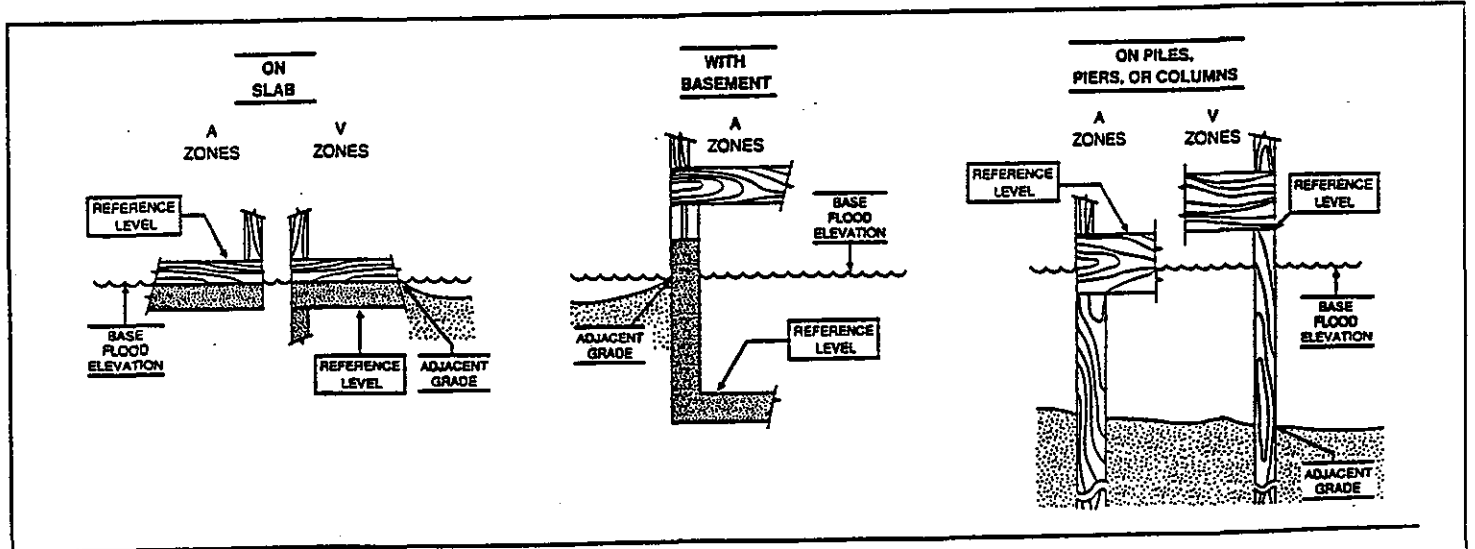 ON
SLAB
A
ZONES
V
ZONES
REFERENCE
LEVEL
BASE
FLOOD
ELEVATION
REFERENCE
LEVEL
ADJACENT
GRADE
WITH
BASEMENT
A
ZONES
BASE
FLOOD
ELEVATION
ADJACENT
GRADE
REFERENCE
LEVEL
ON PILES,
PIERS, OR COLUMNS
A
ZONES
V
ZONES
REFERENCE
LEVEL
REFERENCE
LEVEL
BASE
FLOOD
ELEVATION
ADJACENT
GRADE